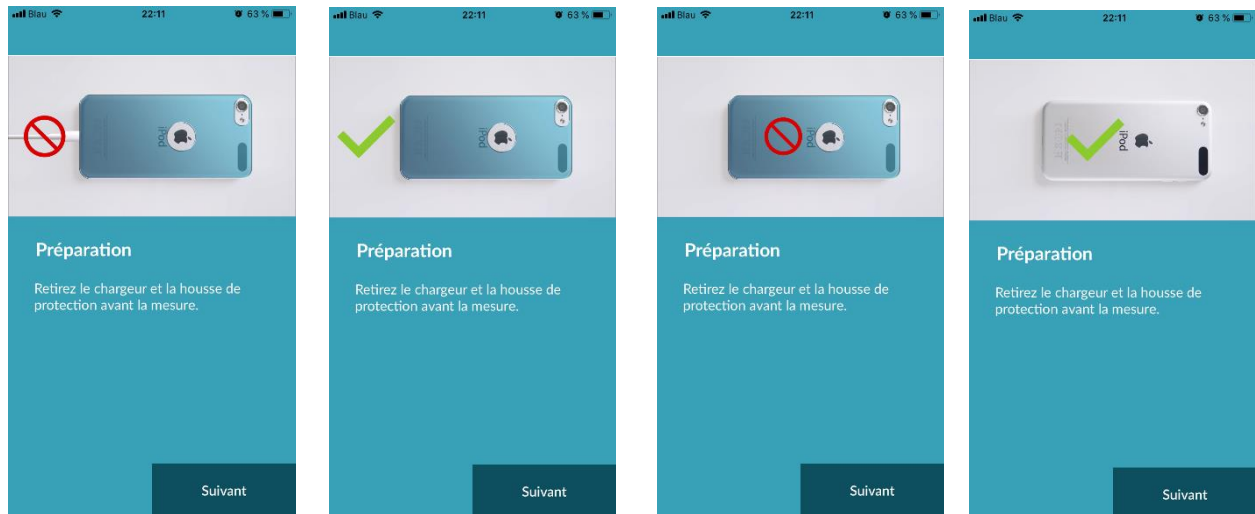 Blau 22:11 63 %
iPod
Préparation
Retirez le chargeur et la housse de
protection avant la mesure.
Suivant
Blau 22:11 63 %
iPod
Préparation
Retirez le chargeur et la housse de
protection avant la mesure.
Suivant
Blau 22:11 63 %
iPod
Préparation
Retirez le chargeur et la housse de
protection avant la mesure.
Suivant
Blau 22:11 63 %
iPod
Préparation
Retirez le chargeur et la housse de
protection avant la mesure.
Suivant